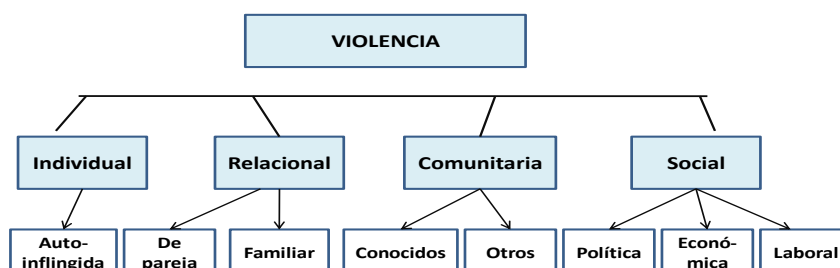 VIOLENCIA
Individual
Relacional
Comunitaria
Social
Auto-
inflingida
De
pareja
Familiar
Conocidos
Otros
Política
Econó-
mica
Laboral